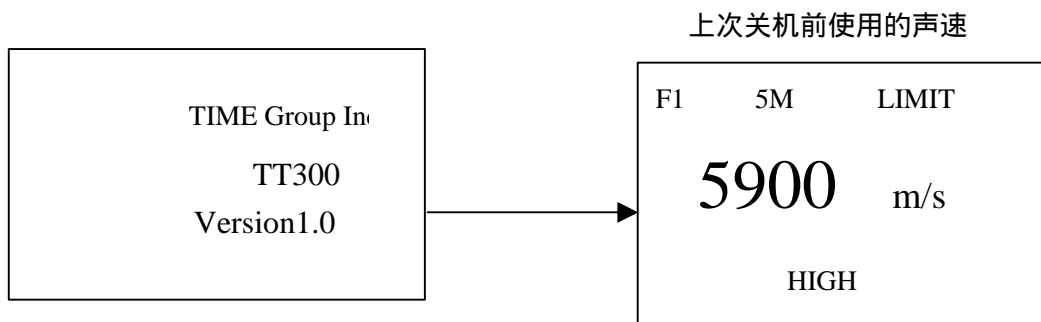 上次关机前使用的声速
TIME Group Inc
TT300
Version1.0
F1 5M LIMIT
5900 m/s
HIGH